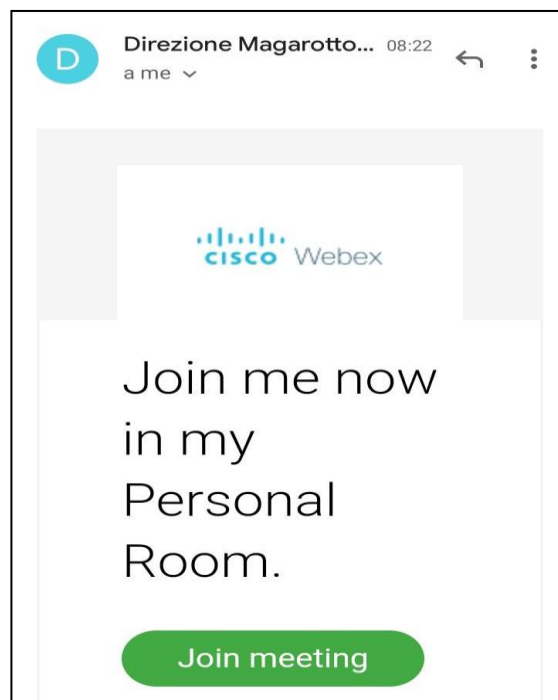 D
Direzione Magarotto... 08:22
a me
CISCO Webex
Join me now
in my
Personal
Room.
Join meeting